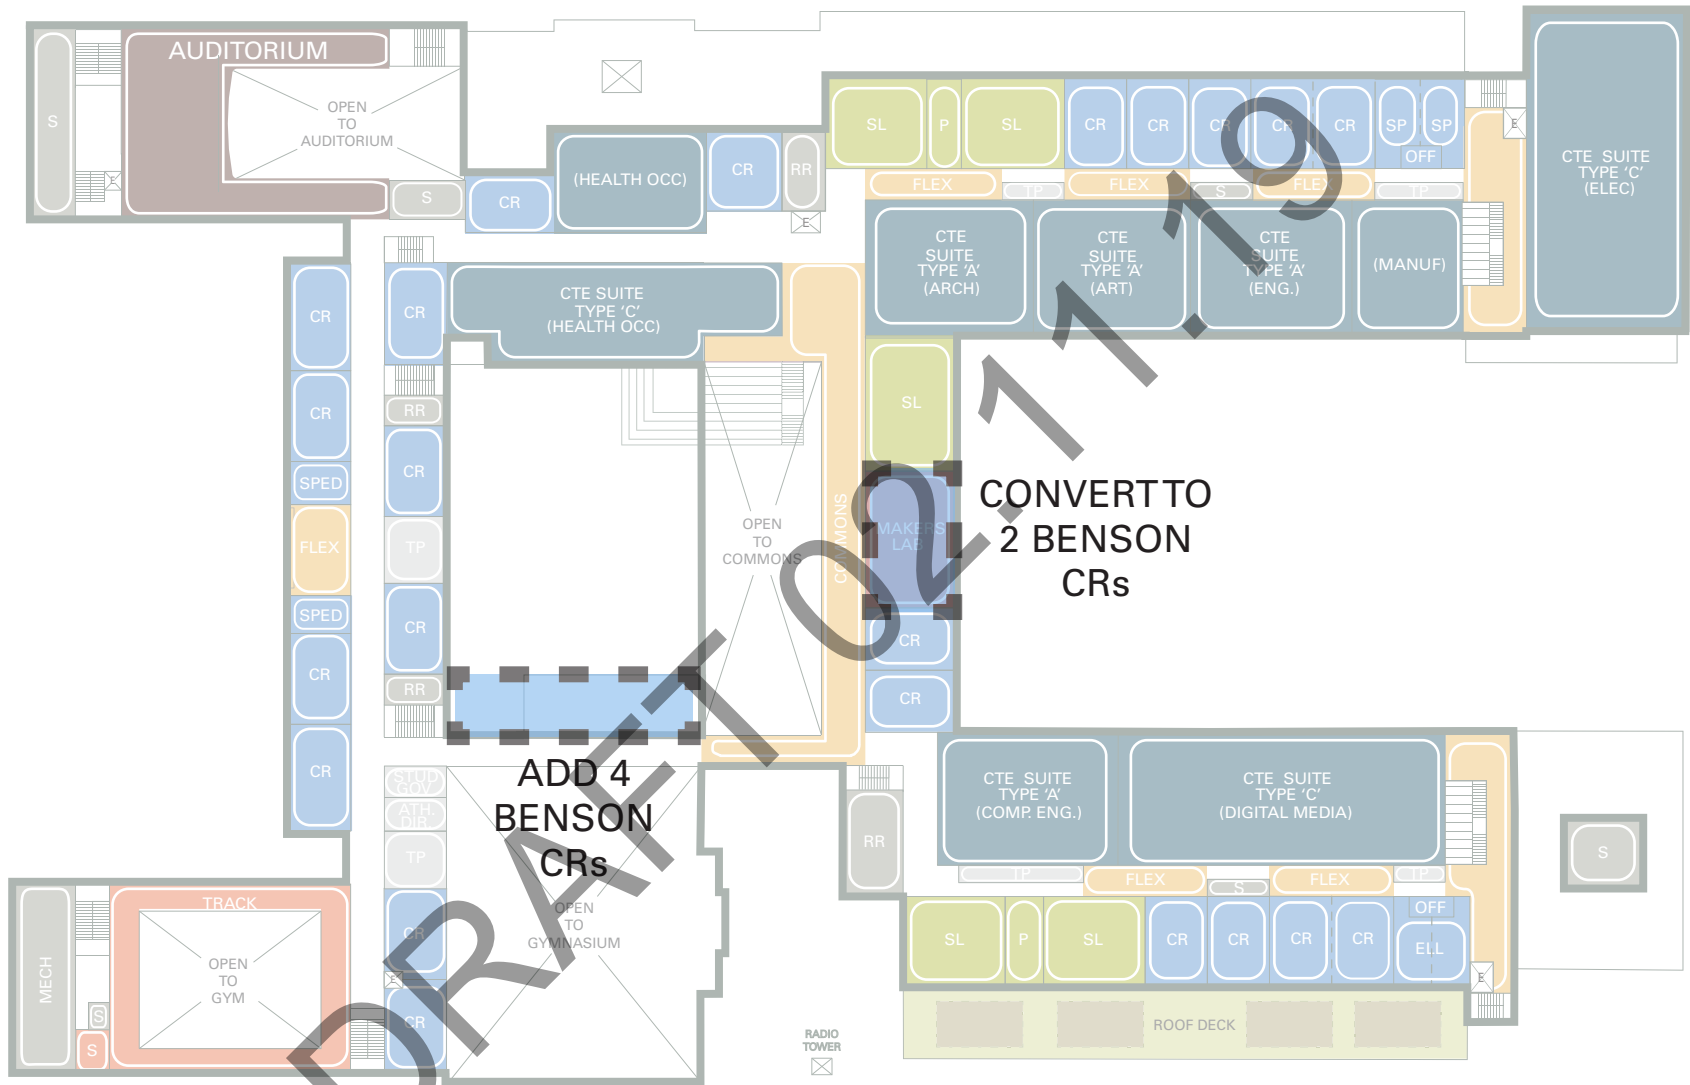 AUDITORIUM
S
OPEN
TO
AUDITORIUM
E
S
CR
(HEALTH OCC)
CR
RR
E
SL
P
SL
CR
CR
CR
CR
CR
SP
SP
OFF
E
FLEX
TP
FLEX
S
FLEX
TP
CTE SUITE
TYPE 'C'
(ELEC)
CTE
SUITE
TYPE 'A'
(ARCH)
CTE
SUITE
TYPE 'A'
(ART)
CTE
SUITE
TYPE 'A'
(ENG.)
(MANUF)
CR
CR
SPED
FLEX
SPED
CR
CR
CR
RR
CR
TP
CR
RR
CTE SUITE
TYPE 'C'
(HEALTH OCC)
OPEN
TO
COMMONS
COMMONS
SL
MAKERS
LAB
CR
CR
CONVERT TO
2 BENSON
CRs
ADD 4
BENSON
CRs
STUD
GOV
ATH.
DIR.
TP
CR
E
CR
OPEN
TO
GYMNASIUM
MECH
TRACK
OPEN
TO
GYM
S
S
RR
CTE SUITE
TYPE 'A'
(COMP. ENG.)
CTE SUITE
TYPE 'C'
(DIGITAL MEDIA)
TP
FLEX
S
FLEX
TP
SL
P
SL
CR
CR
CR
CR
OFF
ELL
E
S
ROOF DECK
RADIO
TOWER
DRAFT 02.11.19